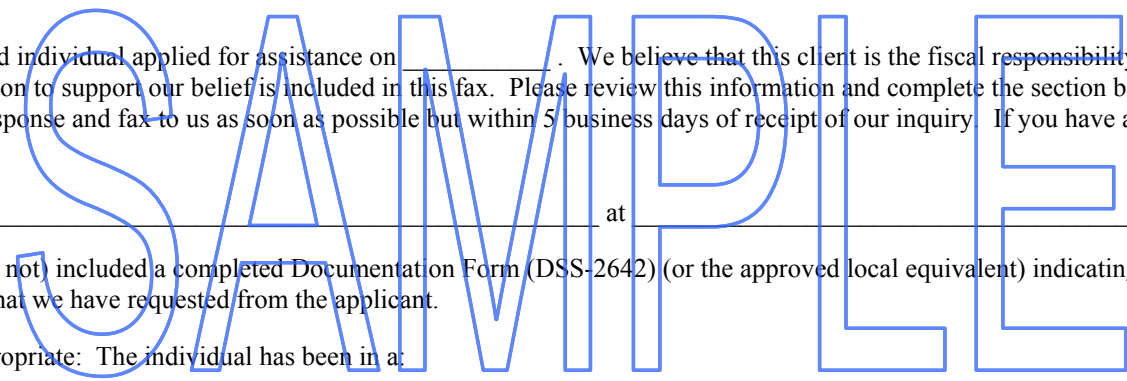 d individual applied for assistance on ____________ . We believe that this client is the fiscal responsibility
on to support our belief is included in this fax. Please review this information and complete the section b
sponse and fax to us as soon as possible but within 5 business days of receipt of our inquiry. If you have a
at
not) included a completed Documentation Form (DSS-2642) (or the approved local equivalent) indicating
hat we have requested from the applicant.
ropriate: The individual has been in a:
SAMPLE